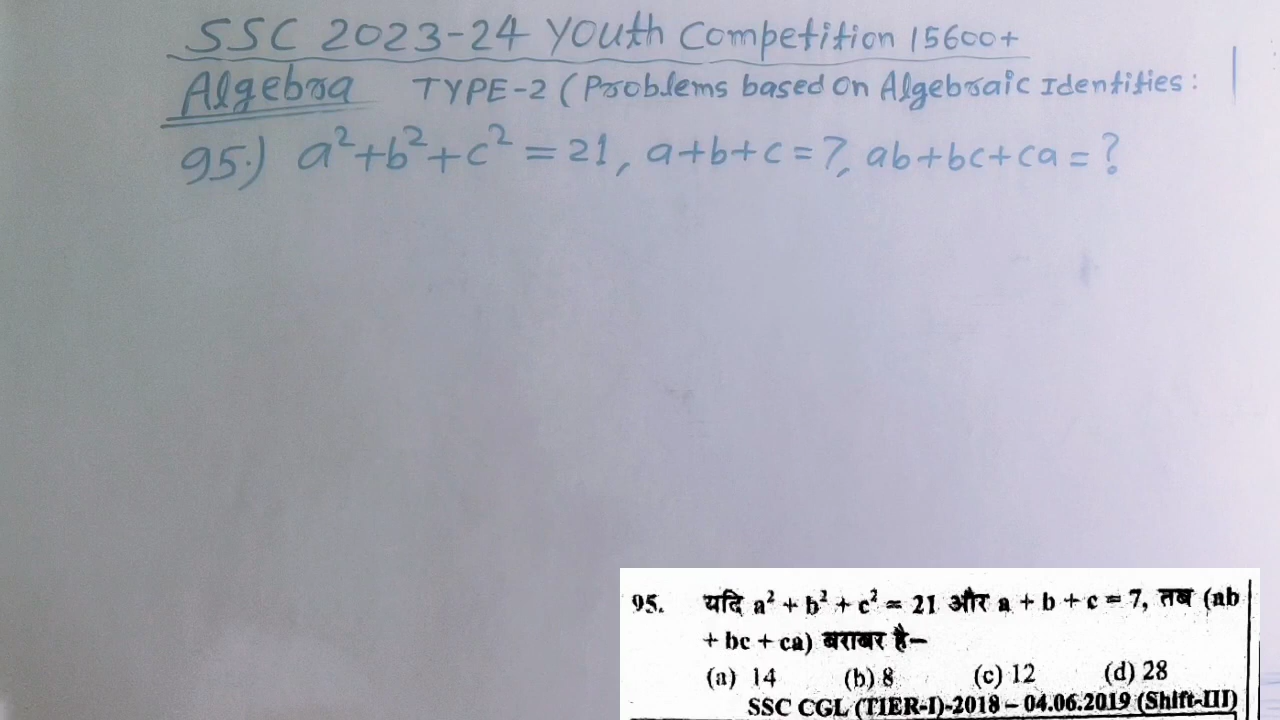 SSC 2023-24 Youth Competition 15600+
Algebra TYPE-2 (Problems based on Algebraic Identities:
95.) a²+b²+c² = 21, a+b+c = 7, ab+bc+ca = ?
95. यदि a² + b² + c² = 21 और a + b + c = 7, तब (ab
+ bc + ca) बराबर है–
(a) 14 (b) 8 (c) 12 (d) 28
SSC CGL (TIER-I)-2018 – 04.06.2019 (Shift-III)